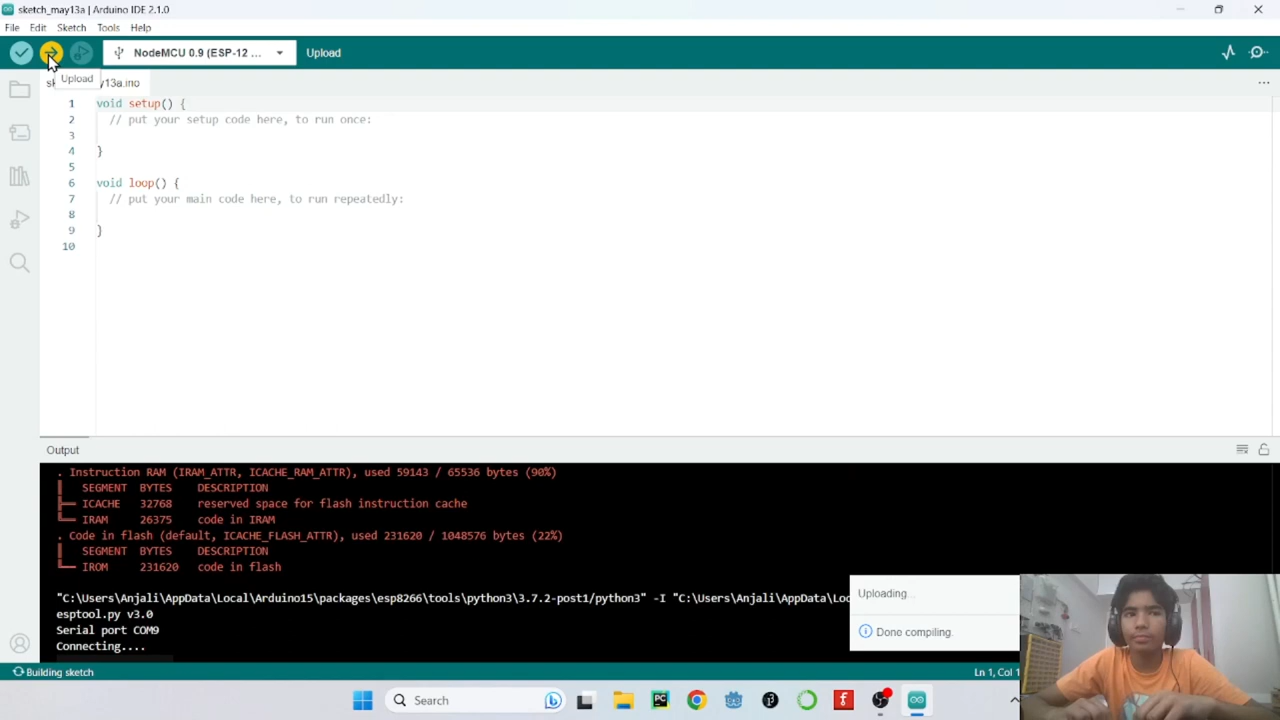 sketch_may13a | Arduino IDE 2.1.0
File Edit Sketch Tools Help
NodeMCU 0.9 (ESP-12 ... Upload
Upload
y13a.ino
1 void setup() {
2 // put your setup code here, to run once:
3
4 }
5
6 void loop() {
7 // put your main code here, to run repeatedly:
8
9 }
10
Output
. Instruction RAM (IRAM_ATTR, ICACHE_RAM_ATTR), used 59143 / 65536 bytes (90%)
║ SEGMENT BYTES DESCRIPTION
╠══ ICACHE 32768 reserved space for flash instruction cache
╚══ IRAM 26375 code in IRAM
. Code in flash (default, ICACHE_FLASH_ATTR), used 231620 / 1048576 bytes (22%)
║ SEGMENT BYTES DESCRIPTION
╚══ IROM 231620 code in flash
"C:\Users\Anjali\AppData\Local\Arduino15\packages\esp8266\tools\python3\3.7.2-post1/python3" -I "C:\Users\Anjali\AppData\Loc
esptool.py v3.0
Serial port COM9
Connecting....
Uploading...
Done compiling.
Building sketch
Ln 1, Col 1
Search
PC